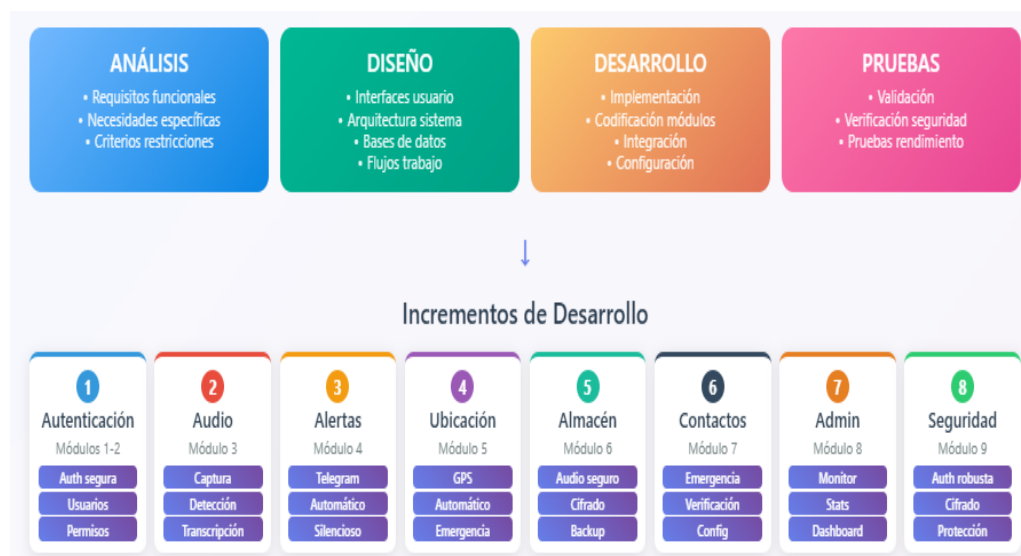 ANÁLISIS
• Requisitos funcionales
• Necesidades específicas
• Criterios restricciones
DISEÑO
• Interfaces usuario
• Arquitectura sistema
• Bases de datos
• Flujos trabajo
DESARROLLO
• Implementación
• Codificación módulos
• Integración
• Configuración
PRUEBAS
• Validación
• Verificación seguridad
• Pruebas rendimiento
↓
Incrementos de Desarrollo
1
Autenticación
Módulos 1-2
Auth segura
Usuarios
Permisos
2
Audio
Módulo 3
Captura
Detección
Transcripción
3
Alertas
Módulo 4
Telegram
Automático
Silencioso
4
Ubicación
Módulo 5
GPS
Automático
Emergencia
5
Almacén
Módulo 6
Audio seguro
Cifrado
Backup
6
Contactos
Módulo 7
Emergencia
Verificación
Config
7
Admin
Módulo 8
Monitor
Stats
Dashboard
8
Seguridad
Módulo 9
Auth robusta
Cifrado
Protección